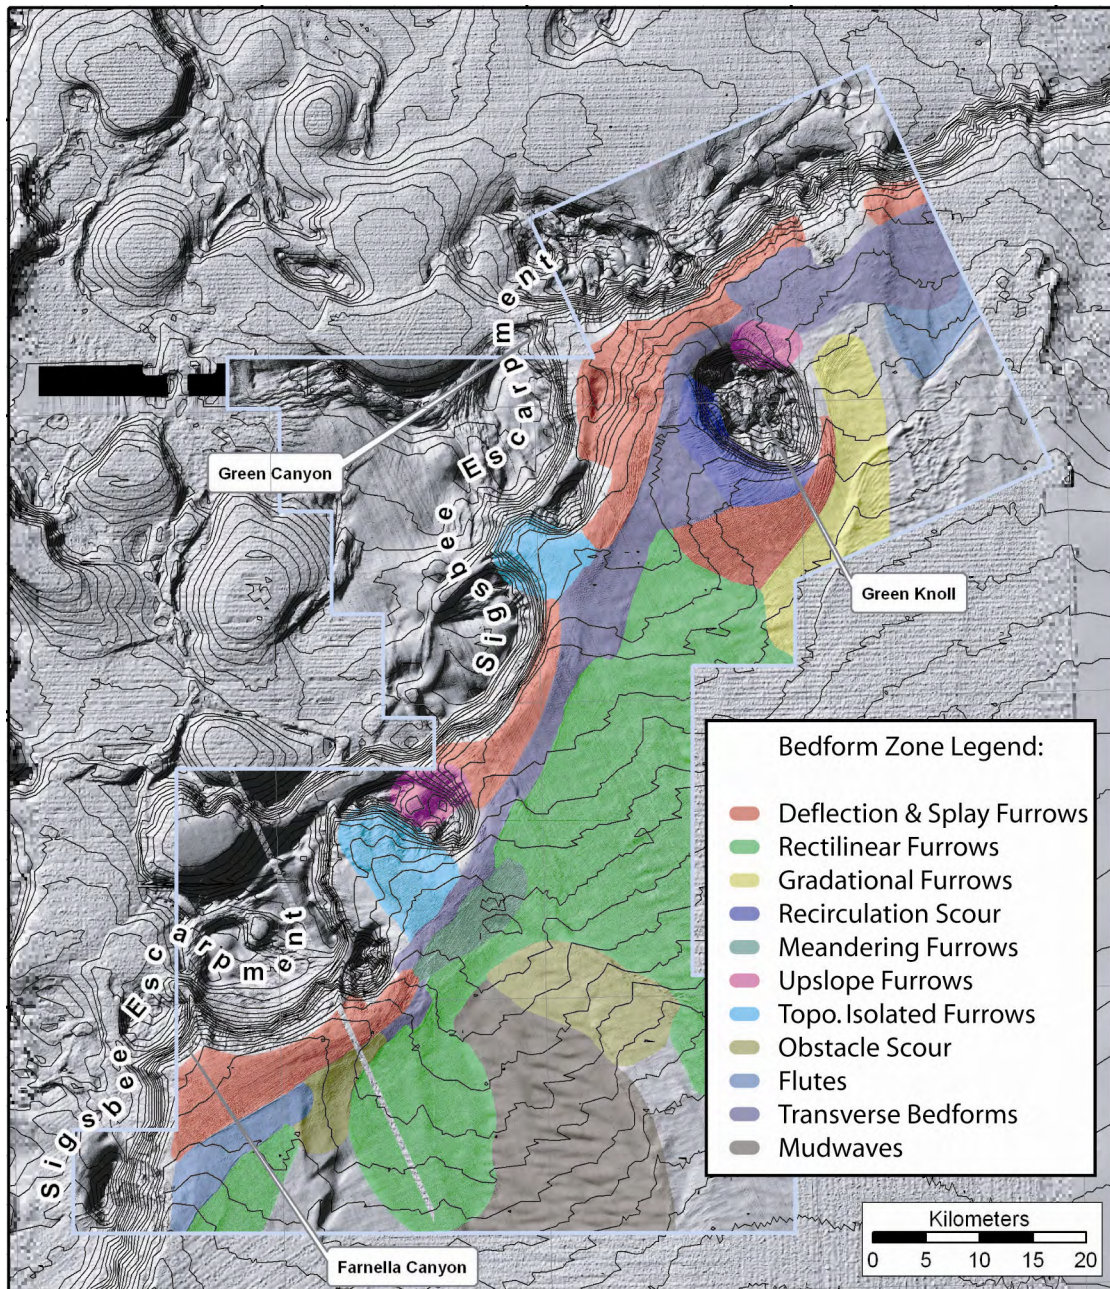 Sigsbee Escarpment
Green Canyon
Green Knoll
Bedform Zone Legend:
Deflection & Splay Furrows
Rectilinear Furrows
Gradational Furrows
Recirculation Scour
Meandering Furrows
Upslope Furrows
Topo. Isolated Furrows
Obstacle Scour
Flutes
Transverse Bedforms
Mudwaves
Sigsbee Escarpment
Farnella Canyon
Kilometers
0 5 10 15 20